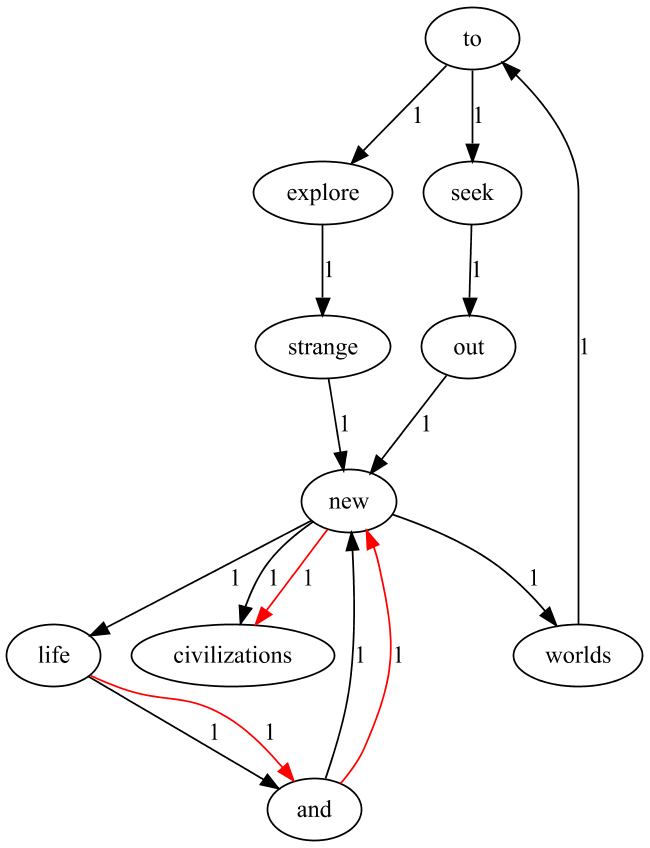 to
1 1
explore seek
1 1
strange out
1 1
new
1 1 1 1
life civilizations worlds
1
1 1
1 1
and